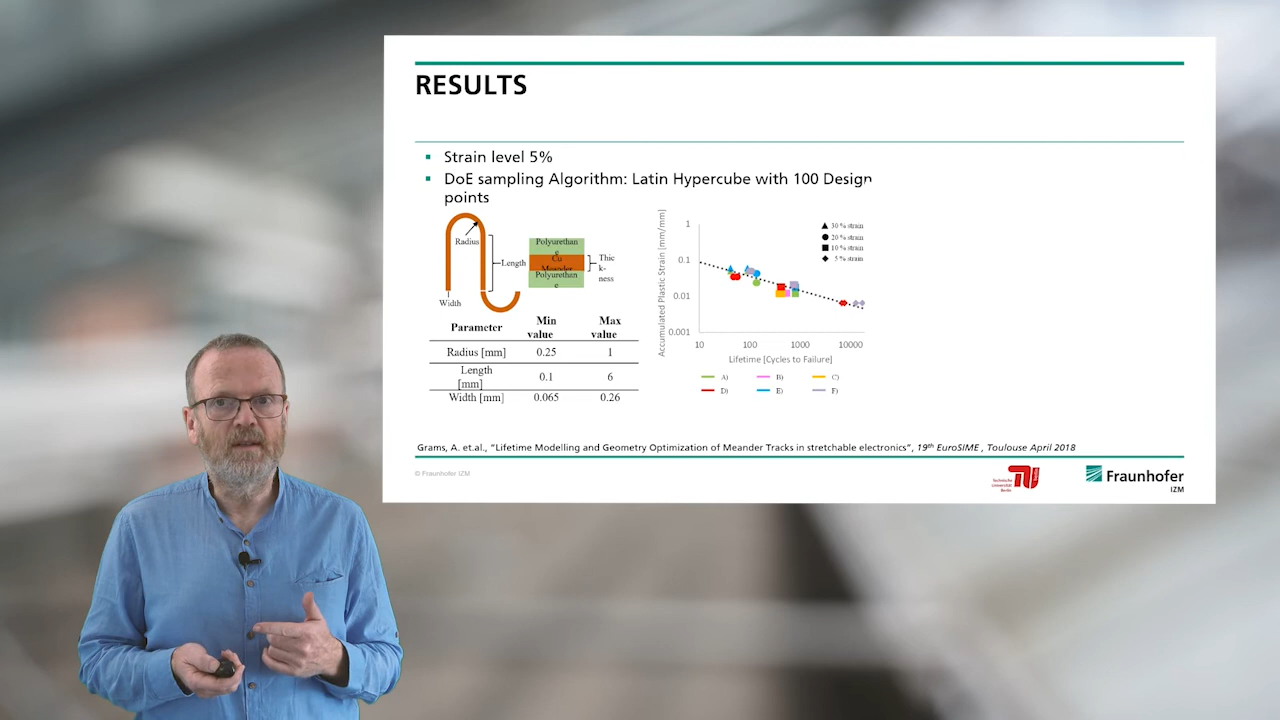 RESULTS
Strain level 5%
DoE sampling Algorithm: Latin Hypercube with 100 Design
points
Radius
Length
Width
Polyurethan
e
Cu
Meander
Polyurethan
e
Thic
k-
ness
Parameter Min value Max value
Radius [mm] 0.25 1
Length [mm] 0.1 6
Width [mm] 0.065 0.26
Accumulated Plastic Strain [mm/mm]
1
0.1
0.01
0.001
10 100 1000 10000
Lifetime [Cycles to Failure]
30 % strain
20 % strain
10 % strain
5 % strain
A) B) C)
D) E) F)
Grams, A. et.al., "Lifetime Modelling and Geometry Optimization of Meander Tracks in stretchable electronics", 19th EuroSIME , Toulouse April 2018
© Fraunhofer IZM
Technische
Universität
Berlin
Fraunhofer
IZM